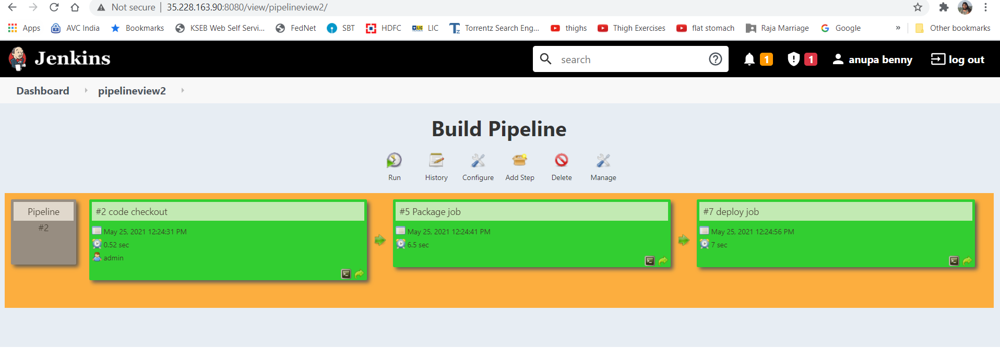 Not secure | 35.228.163.90:8080/view/pipelineview2/
Apps AVC India Bookmarks KSEB Web Self Servi... FedNet SBT HDFC LIC Torrentz Search Eng... thighs Thigh Exercises flat stomach Raja Marriage Google » Other bookmarks
Jenkins search 1 1 anupa benny log out
Dashboard pipelineview2
Build Pipeline
Run History Configure Add Step Delete Manage
Pipeline
#2
#2 code checkout
May 25, 2021 12:24:31 PM
0.52 sec
admin
#5 Package job
May 25, 2021 12:24:41 PM
6.5 sec
#7 deploy job
May 25, 2021 12:24:56 PM
7 sec